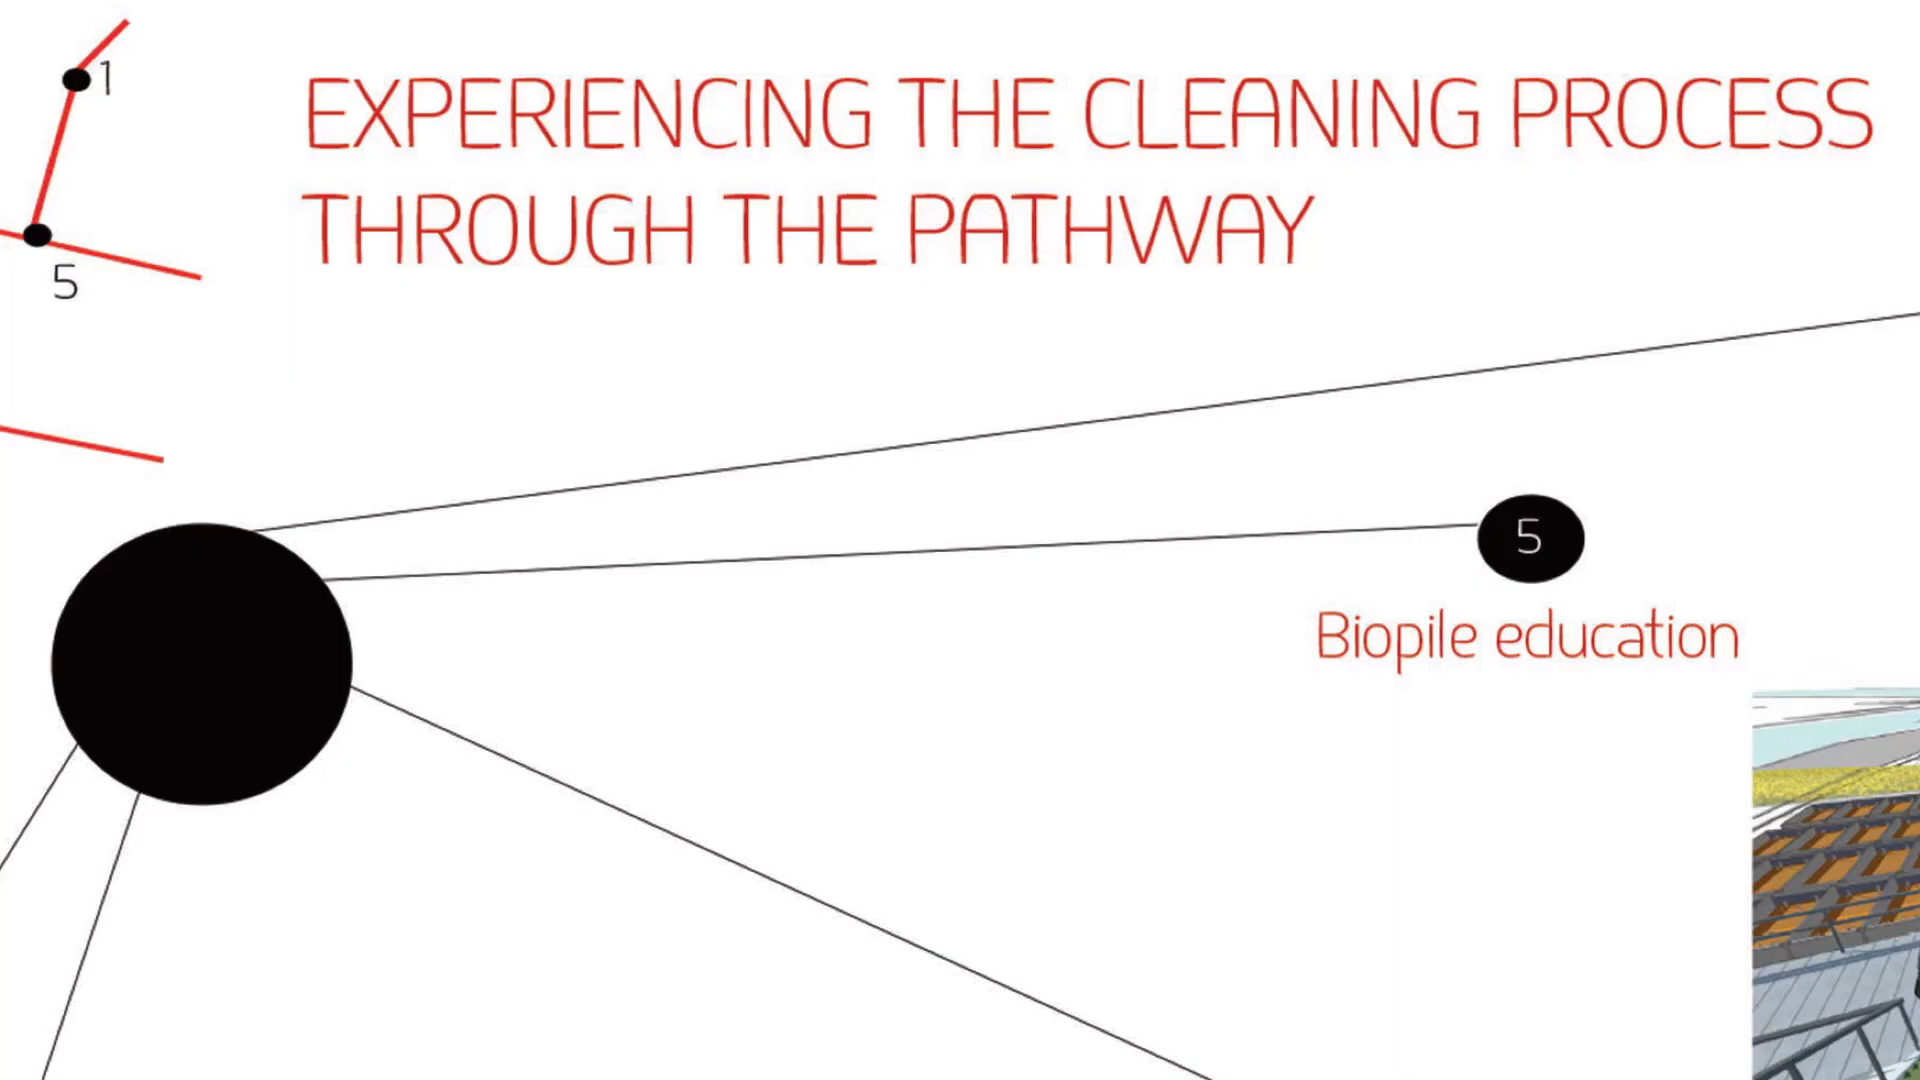 1
EXPERIENCING THE CLEANING PROCESS
THROUGH THE PATHWAY
5
5
Biopile education